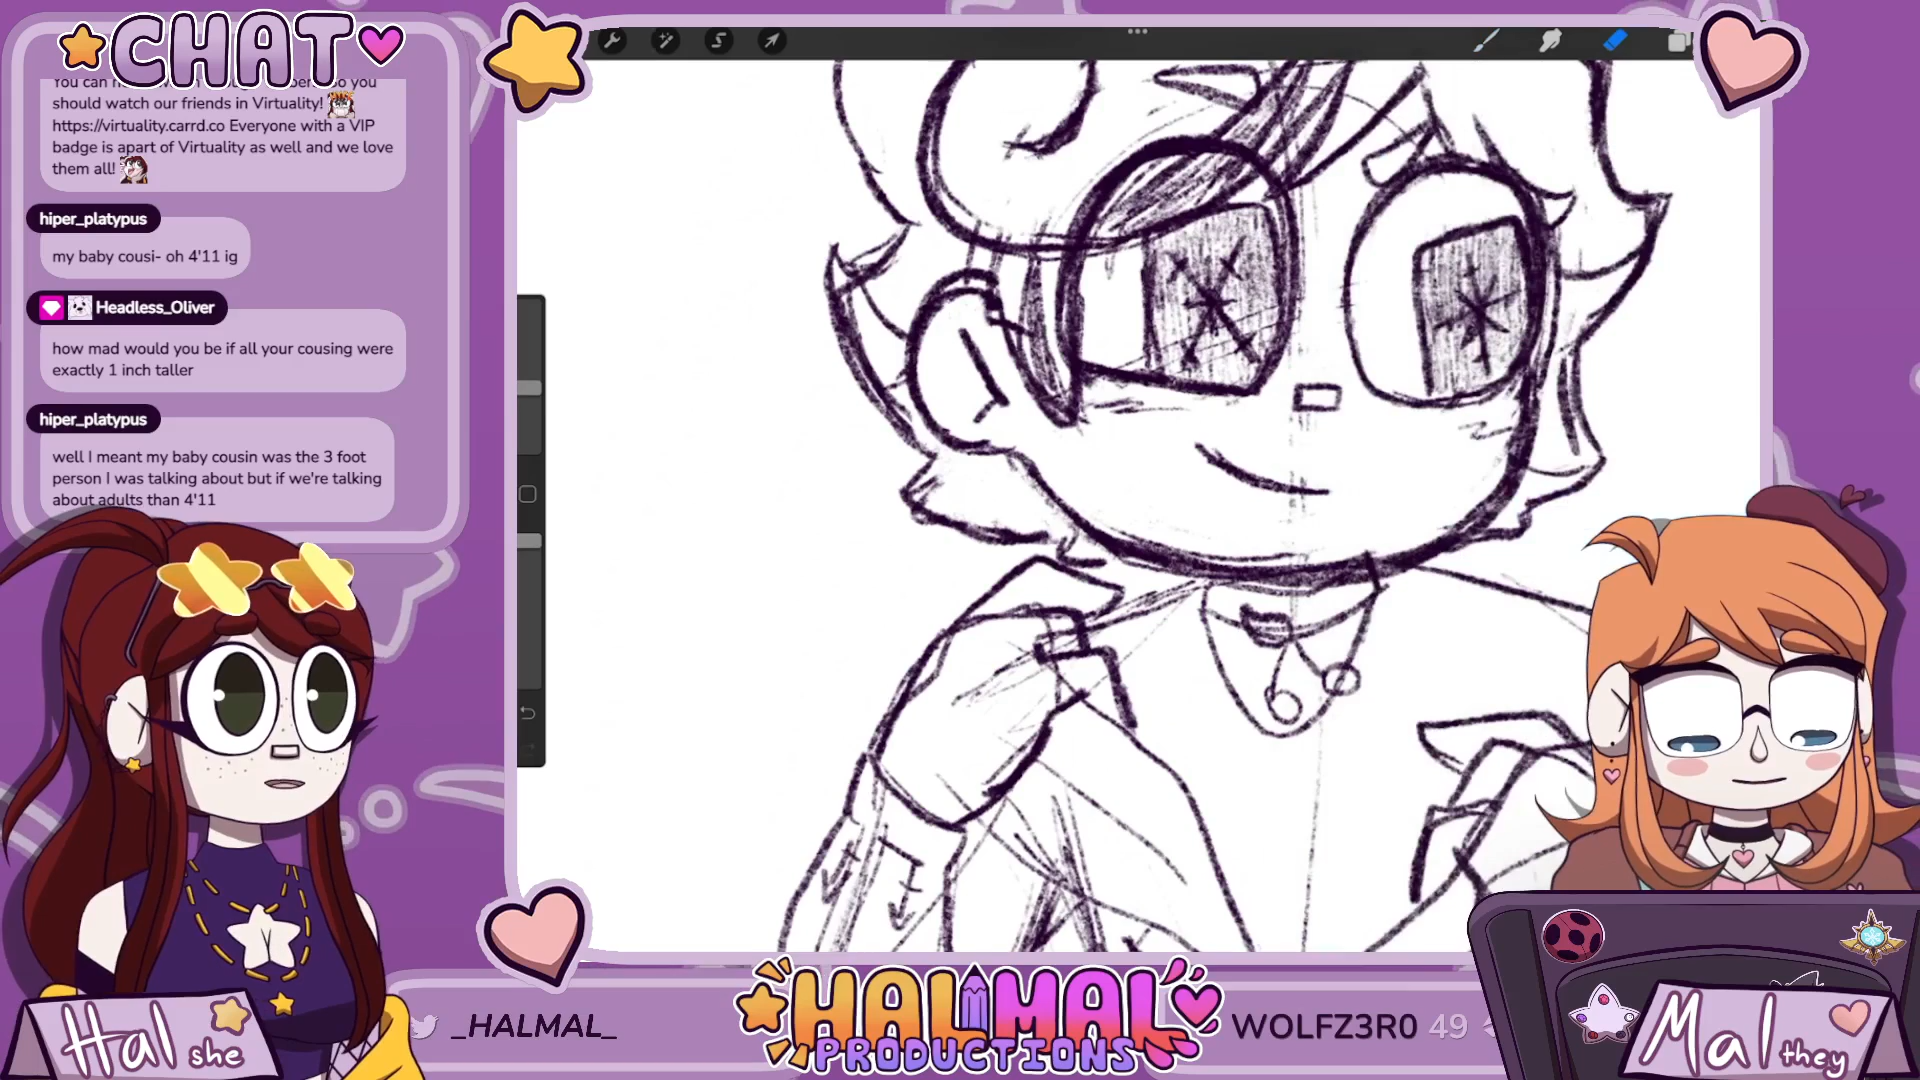 CHAT
should watch our friends in Virtuality!
https://virtuality.carrd.co Everyone with a VIP
badge is apart of Virtuality as well and we love
them all!
hiper_platypus
my baby cousi- oh 4'11 ig
Headless_Oliver
how mad would you be if all your cousing were
exactly 1 inch taller
hiper_platypus
well I meant my baby cousin was the 3 foot
person I was talking about but if we're talking
about adults than 4'11
Hal she
_HALMAL_
HALMAL
PRODUCTIONS
WOLFZ3R0 49
Mal they